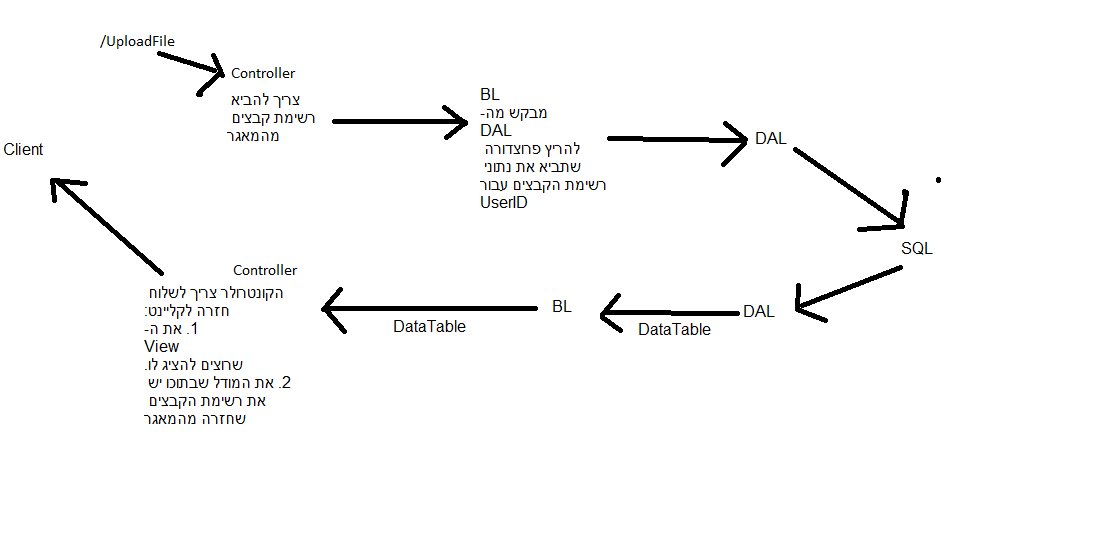 /UploadFile
Controller
צריך להביא
רשימת קבצים
מהמאגר
BL
מבקש מה-
DAL
להריץ פרוצדורה
שתביא את נתוני
רשימת הקבצים עבור
UserID
DAL
SQL
DAL
DataTable
BL
DataTable
Controller
הקונטרולר צריך לשלוח
חזרה לקליינט:
1. את ה-
View
שרוצים להציג לו.
2. את המודל שבתוכו יש
את רשימת הקבצים
שחזרה מהמאגר
Client